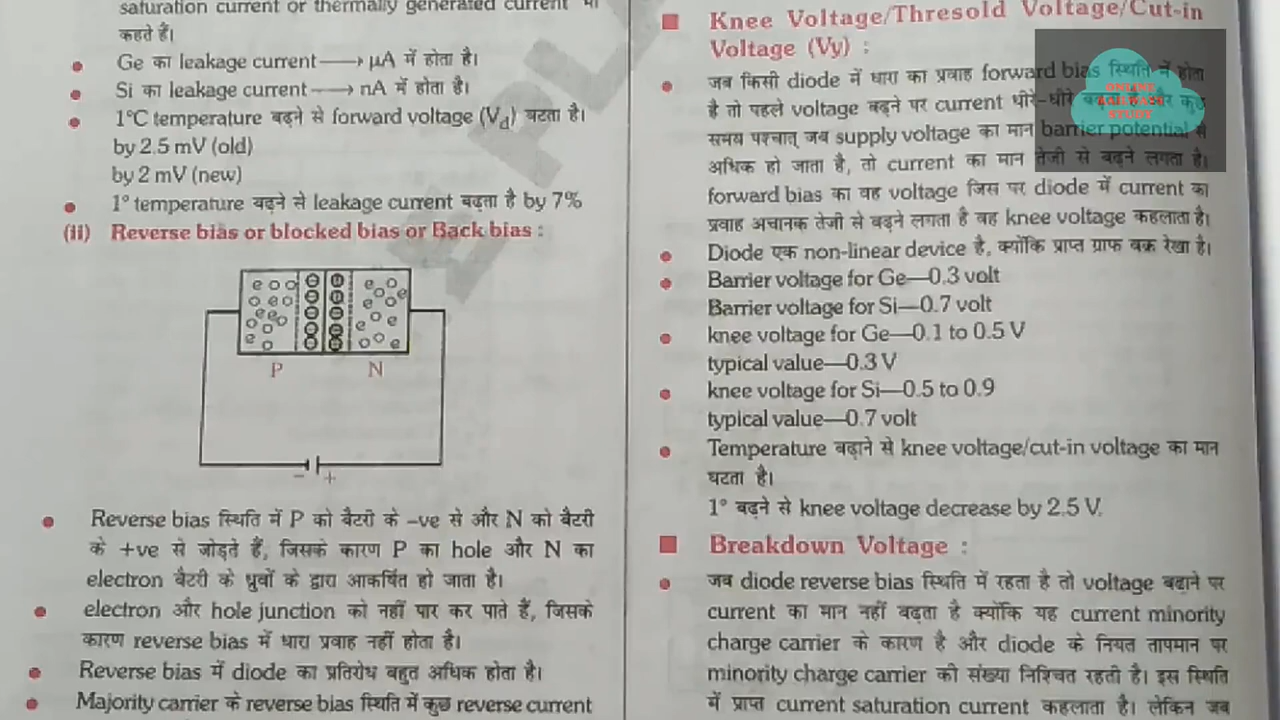 saturation current or thermally generated current भी
कहते हैं।
Ge का leakage current → μA में होता है।
Si का leakage current → nA में होता है।
1°C temperature बढ़ने से forward voltage (Vd) घटता है।
by 2.5 mV (old)
by 2 mV (new)
1° temperature बढ़ने से leakage current बढ़ता है by 7%
(ii) Reverse bias or blocked bias or Back bias :
P N
− +
Reverse bias स्थिति में P को बैटरी के –ve से और N को बैटरी
के +ve से जोड़ते हैं, जिसके कारण P का hole और N का
electron बैटरी के ध्रुवों के द्वारा आकर्षित हो जाता है।
electron और hole junction को नहीं पार कर पाते हैं, जिसके
कारण reverse bias में धारा प्रवाह नहीं होता है।
Reverse bias में diode का प्रतिरोध बहुत अधिक होता है।
Majority carrier के reverse bias स्थिति में कुछ reverse current
Knee Voltage/Thresold Voltage/Cut-in
Voltage (Vy) :
जब किसी diode में धारा का प्रवाह forward bias स्थिति में होता
है तो पहले voltage बढ़ने पर current धीरे-धीरे और कुछ
समय पश्चात् जब supply voltage का मान barrier potential से
अधिक हो जाता है, तो current का मान तेजी से बढ़ने लगता है।
forward bias का वह voltage जिस पर diode में current का
प्रवाह अचानक तेजी से बढ़ने लगता है वह knee voltage कहलाता है।
Diode एक non-linear device है, क्योंकि प्राप्त ग्राफ वक्र रेखा है।
Barrier voltage for Ge—0.3 volt
Barrier voltage for Si—0.7 volt
knee voltage for Ge—0.1 to 0.5 V
typical value—0.3 V
knee voltage for Si—0.5 to 0.9
typical value—0.7 volt
Temperature बढ़ाने से knee voltage/cut-in voltage का मान
घटता है।
1° बढ़ने से knee voltage decrease by 2.5 V.
Breakdown Voltage :
जब diode reverse bias स्थिति में रहता है तो voltage बढ़ाने पर
current का मान नहीं बढ़ता है क्योंकि यह current minority
charge carrier के कारण है और diode के नियत तापमान पर
minority charge carrier की संख्या निश्चित रहती है। इस स्थिति
में प्राप्त current saturation current कहलाता है। लेकिन जब
ONLINE
RAILWAYS
STUDY